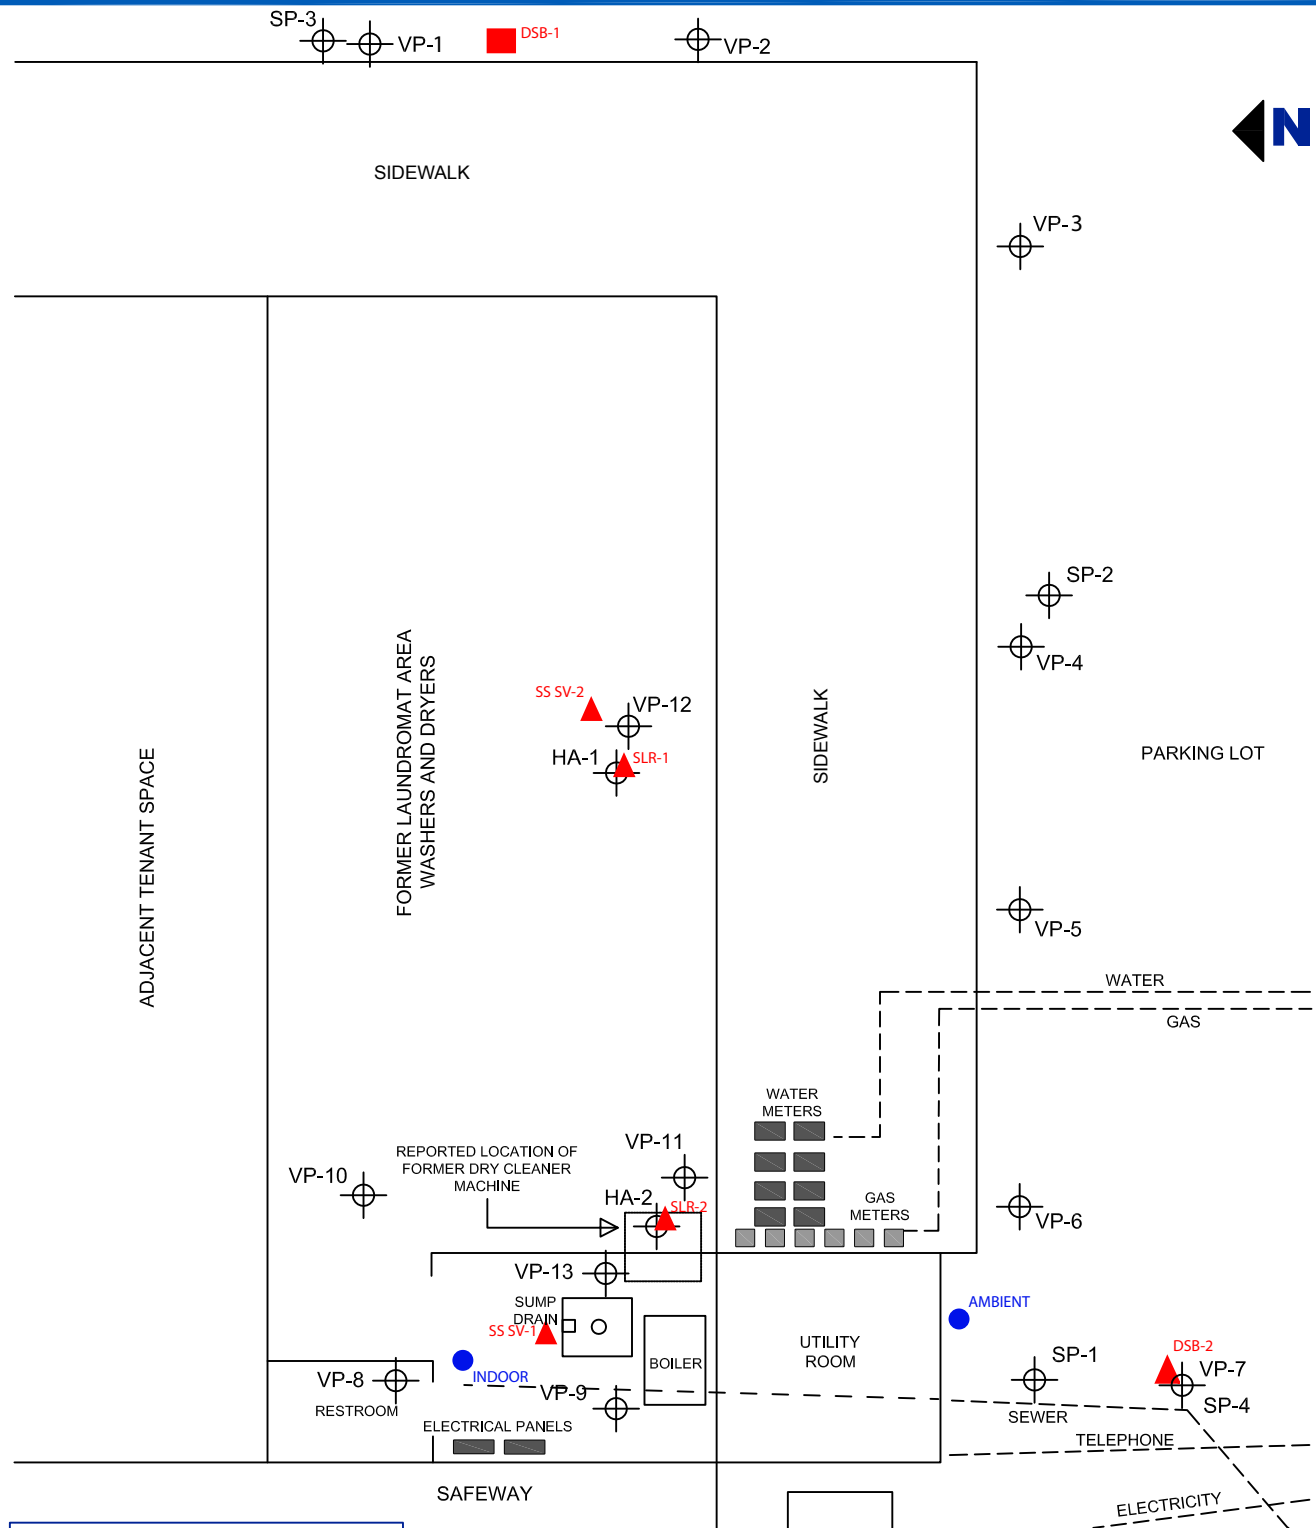 SP-3
VP-1
DSB-1
VP-2
N
SIDEWALK
VP-3
SP-2
VP-4
SS SV-2
VP-12
HA-1
SLR-1
FORMER LAUNDROMAT AREA
WASHERS AND DRYERS
SIDEWALK
PARKING LOT
ADJACENT TENANT SPACE
VP-5
WATER
GAS
WATER
METERS
VP-11
REPORTED LOCATION OF
FORMER DRY CLEANER
MACHINE
VP-10
HA-2
SLR-2
GAS
METERS
VP-6
VP-13
SUMP
DRAIN
SS SV-1
AMBIENT
UTILITY
ROOM
BOILER
INDOOR
VP-8
RESTROOM
VP-9
SP-1
DSB-2
VP-7
SP-4
SEWER
ELECTRICAL PANELS
TELEPHONE
SAFEWAY
ELECTRICITY